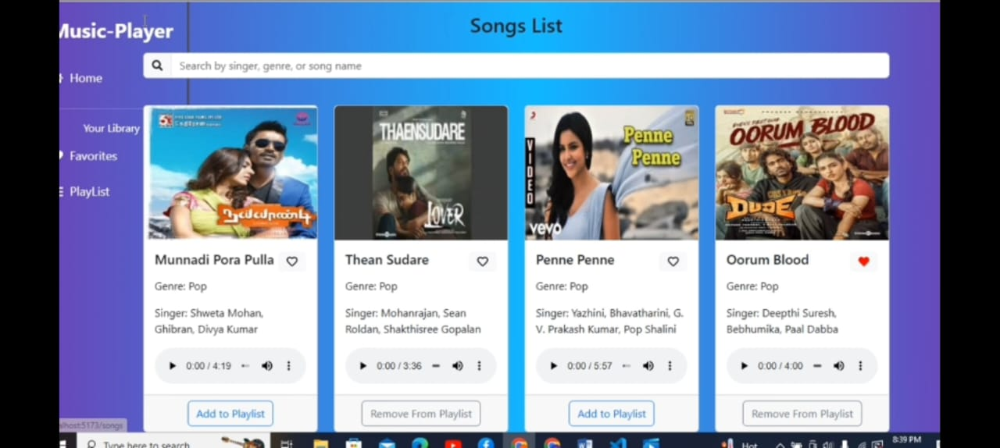 Music-Player
Songs List
Search by singer, genre, or song name
Home
Your Library
Favorites
PlayList
நய்யாண்டி
THAENSUDARE
LOVER
VIDEO
Penne
Penne
vevo
OORUM BLOOD
DUDE
Munnadi Pora Pulla
Genre: Pop
Singer: Shweta Mohan,
Ghibran, Divya Kumar
0:00 / 4:19
Add to Playlist
Thean Sudare
Genre: Pop
Singer: Mohanrajan, Sean
Roldan, Shakthisree Gopalan
0:00 / 3:36
Remove From Playlist
Penne Penne
Genre: Pop
Singer: Yazhini, Bhavatharini, G.
V. Prakash Kumar, Pop Shalini
0:00 / 5:57
Add to Playlist
Oorum Blood
Genre: Pop
Singer: Deepthi Suresh,
Bebhumika, Paal Dabba
0:00 / 4:00
Remove From Playlist
alhost:5173/songs
Type here to search
Hot
8:39 PM